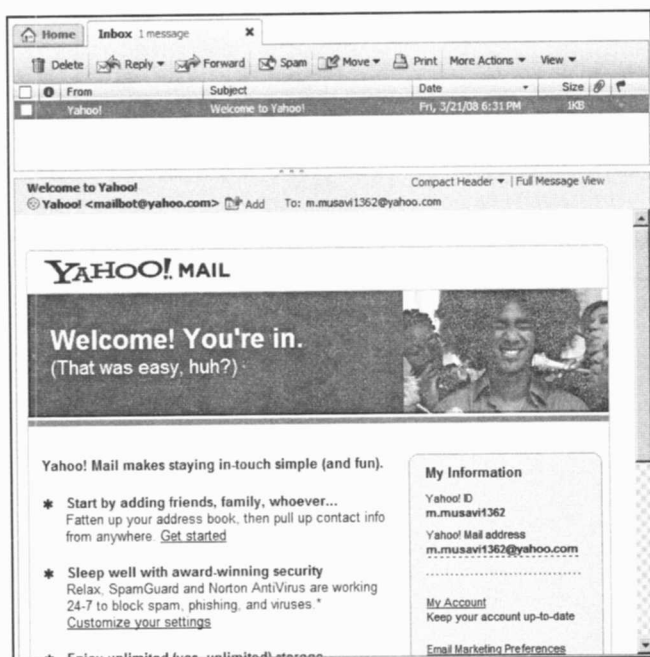 Home Inbox 1 message x
Delete Reply Forward Spam Move Print More Actions View
From Subject Date Size
Yahoo! Welcome to Yahoo! Fri, 3/21/08 6:31 PM 1KB
Welcome to Yahoo! Compact Header | Full Message View
Yahoo! <mailbot@yahoo.com> Add To: m.musavi1362@yahoo.com
YAHOO! MAIL
Welcome! You're in.
(That was easy, huh?)
Yahoo! Mail makes staying in-touch simple (and fun).
* Start by adding friends, family, whoever...
Fatten up your address book, then pull up contact info
from anywhere. Get started
* Sleep well with award-winning security
Relax, SpamGuard and Norton AntiVirus are working
24-7 to block spam, phishing, and viruses.*
Customize your settings
* Enjoy unlimited (yes, unlimited) storage
My Information
Yahoo! ID
m.musavi1362
Yahoo! Mail address
m.musavi1362@yahoo.com
My Account
Keep your account up-to-date
Email Marketing Preferences